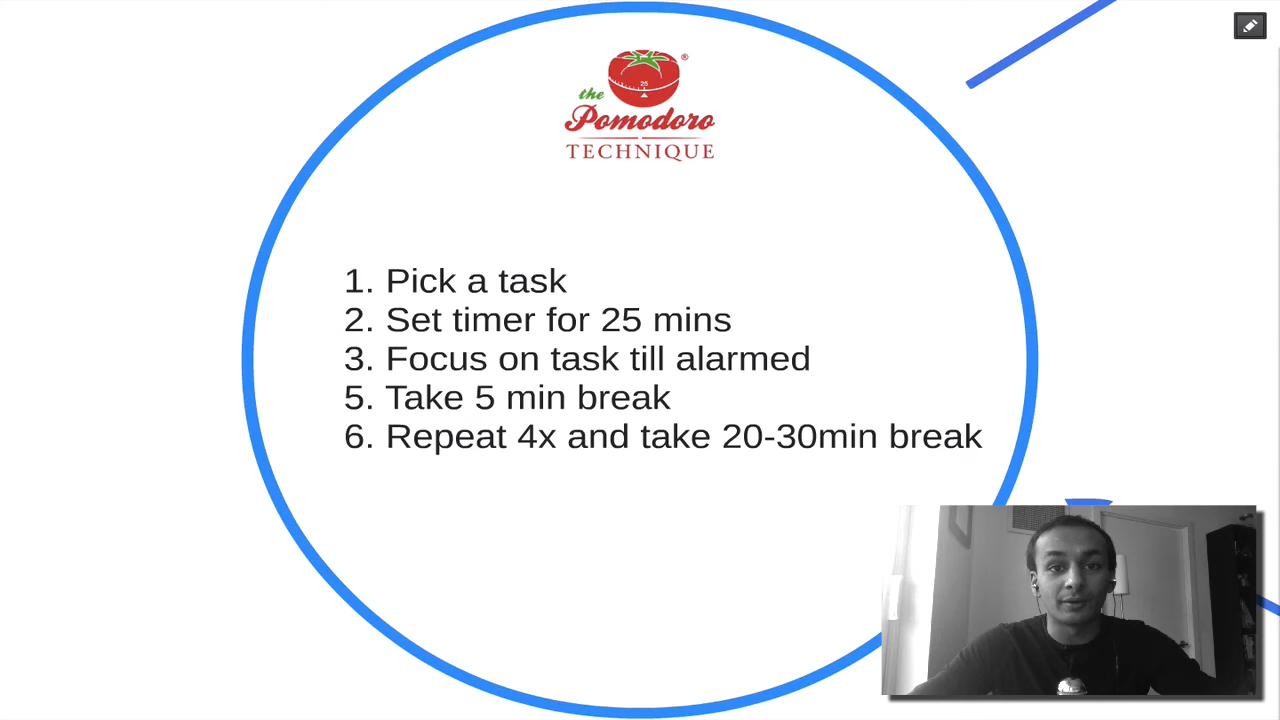 25
®
the
Pomodoro
TECHNIQUE
1. Pick a task
2. Set timer for 25 mins
3. Focus on task till alarmed
5. Take 5 min break
6. Repeat 4x and take 20-30min break